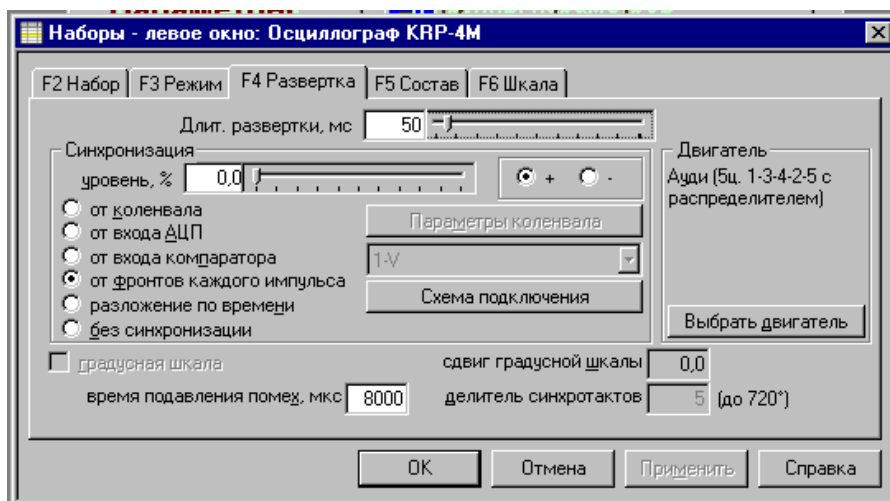 Наборы - левое окно: Осциллограф KRP-4M
F2 Набор F3 Режим F4 Развертка F5 Состав F6 Шкала
Длит. развертки, мс 50
Синхронизация
уровень, % 0,0 + -
от коленвала
от входа АЦП
от входа компаратора
от фронтов каждого импульса
разложение по времени
без синхронизации
Параметры коленвала
1-V
Схема подключения
Двигатель
Ауди (5ц. 1-3-4-2-5 с
распределителем)
Выбрать двигатель
градусная шкала
сдвиг градусной шкалы 0,0
время подавления помех, мкс 8000
делитель синхротактов 5 (до 720°)
OK Отмена Применить Справка